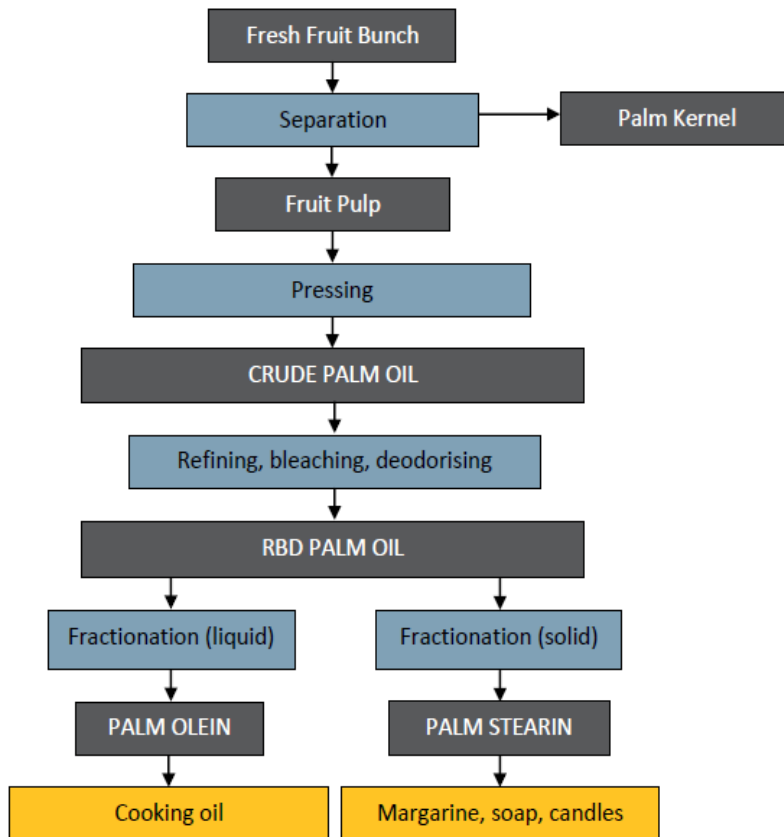 Fresh Fruit Bunch
Separation
Palm Kernel
Fruit Pulp
Pressing
CRUDE PALM OIL
Refining, bleaching, deodorising
RBD PALM OIL
Fractionation (liquid)
Fractionation (solid)
PALM OLEIN
PALM STEARIN
Cooking oil
Margarine, soap, candles